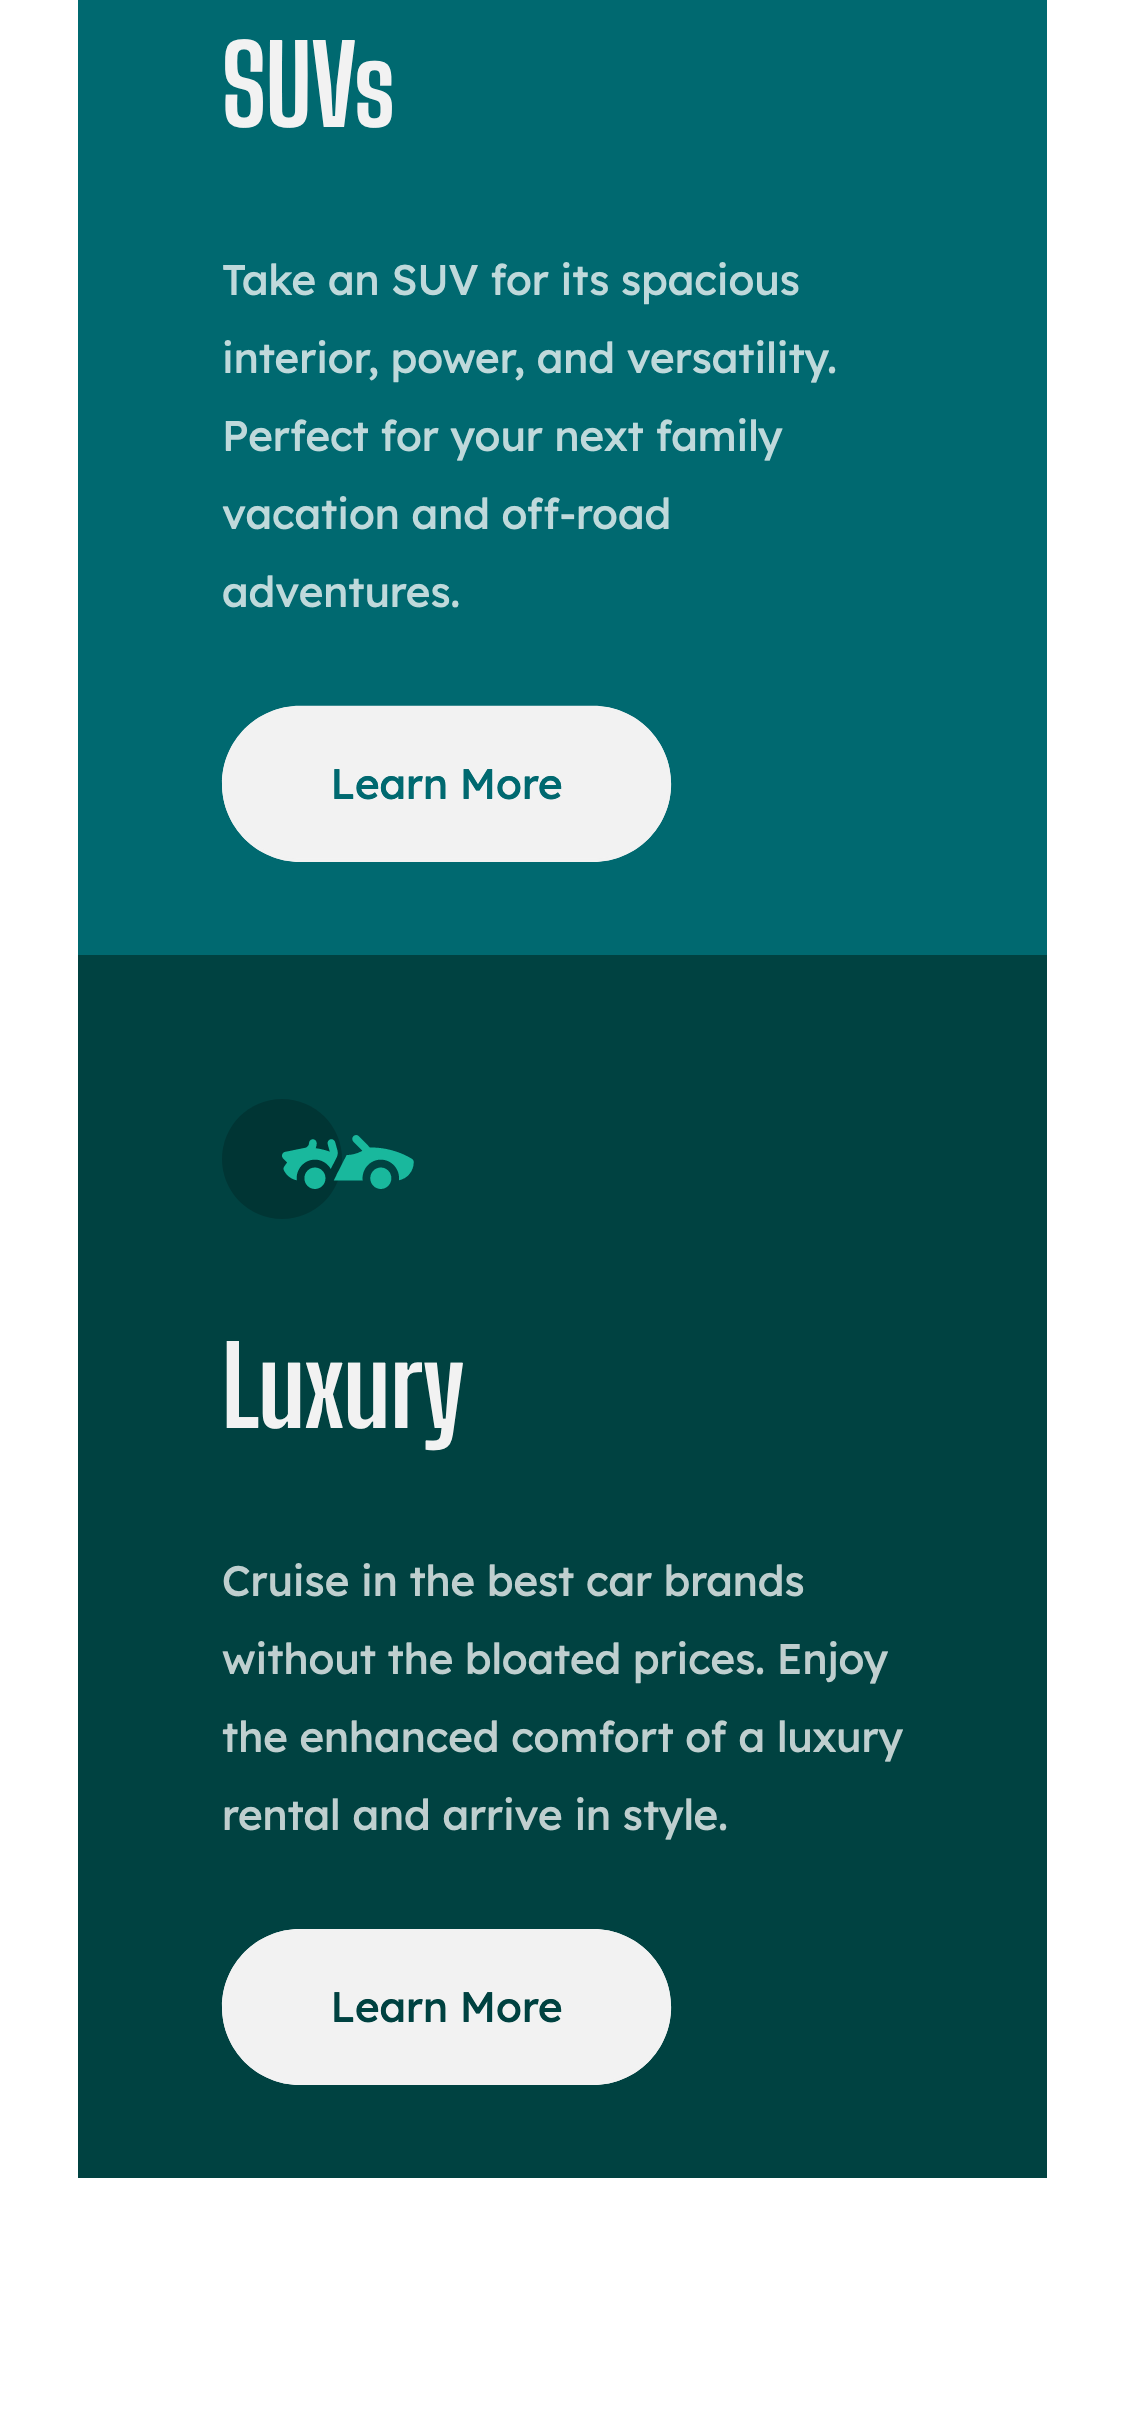 SUVs
Take an SUV for its spacious
interior, power, and versatility.
Perfect for your next family
vacation and off-road
adventures.
Learn More
Luxury
Cruise in the best car brands
without the bloated prices. Enjoy
the enhanced comfort of a luxury
rental and arrive in style.
Learn More